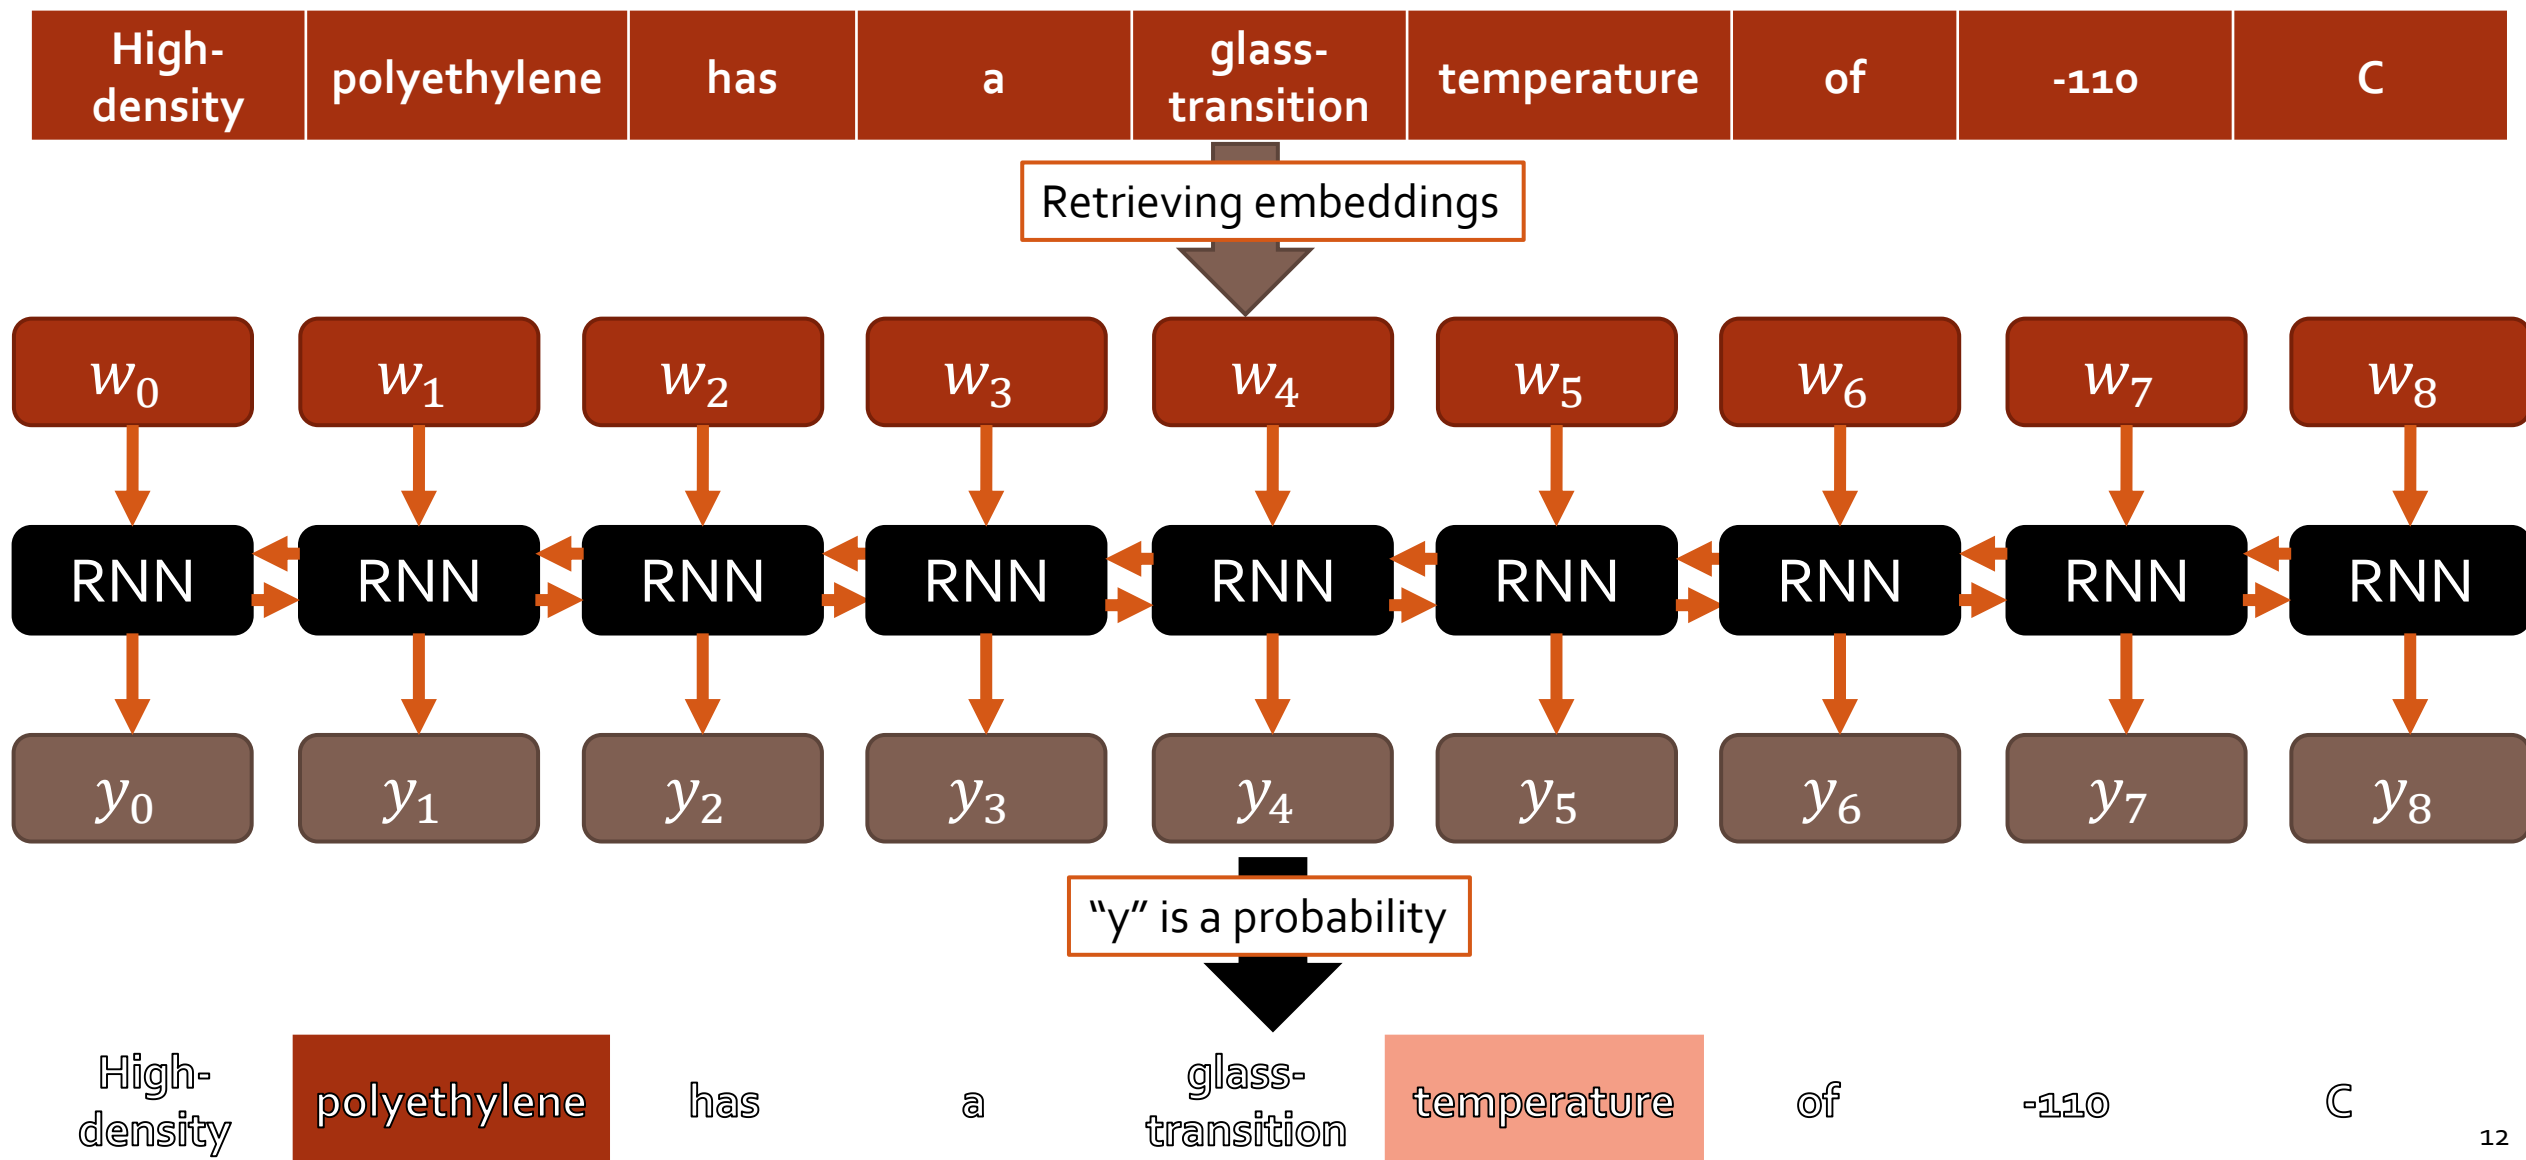 High-density polyethylene has a glass-transition temperature of -110 C
Retrieving embeddings
w0 w1 w2 w3 w4 w5 w6 w7 w8
RNN RNN RNN RNN RNN RNN RNN RNN RNN
y0 y1 y2 y3 y4 y5 y6 y7 y8
“y” is a probability
High-density polyethylene has a glass-transition temperature of -110 C
12